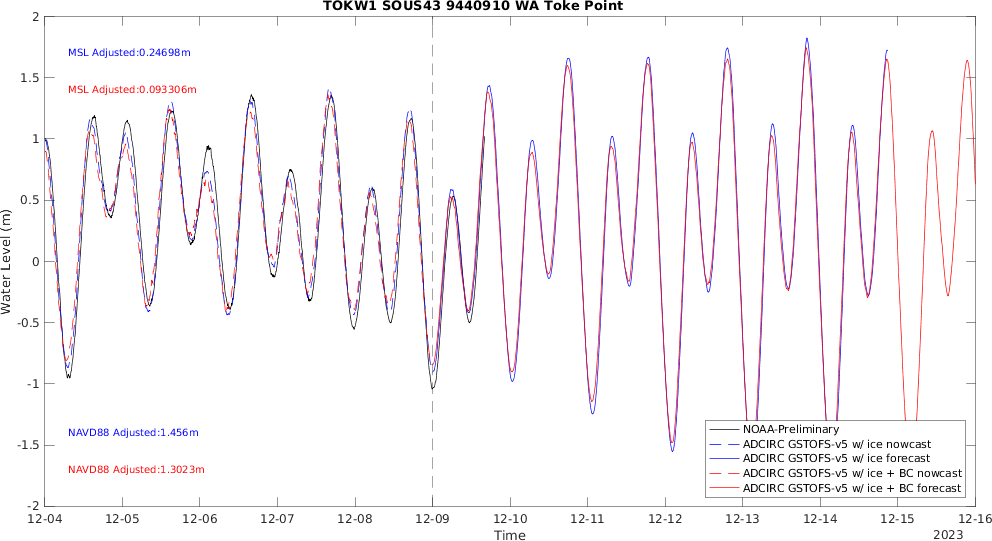 TOKW1 SOUS43 9440910 WA Toke Point
2
1.5
1
0.5
0
-0.5
-1
-1.5
-2
Water Level (m)
MSL Adjusted:0.24698m
MSL Adjusted:0.093306m
NAVD88 Adjusted:1.456m
NAVD88 Adjusted:1.3023m
NOAA-Preliminary
ADCIRC GSTOFS-v5 w/ ice nowcast
ADCIRC GSTOFS-v5 w/ ice forecast
ADCIRC GSTOFS-v5 w/ ice + BC nowcast
ADCIRC GSTOFS-v5 w/ ice + BC forecast
12-04 12-05 12-06 12-07 12-08 12-09 12-10 12-11 12-12 12-13 12-14 12-15 12-16
Time
2023